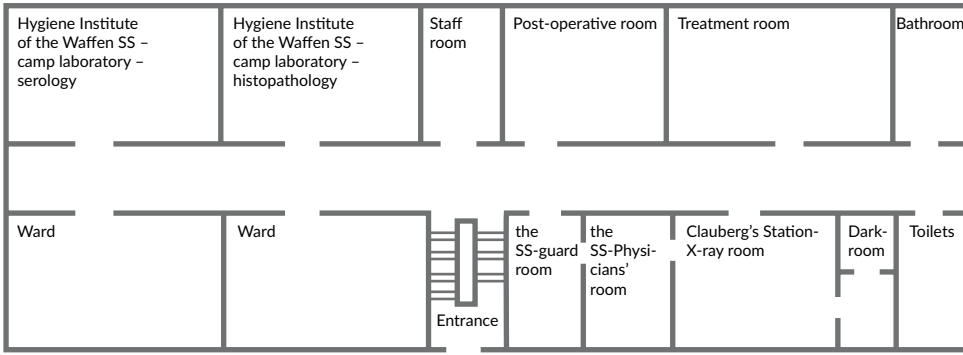 Hygiene Institute
of the Waffen SS –
camp laboratory –
serology
Hygiene Institute
of the Waffen SS –
camp laboratory –
histopathology
Staff
room
Post-operative room
Treatment room
Bathroom
Ward
Ward
Entrance
the
SS-guard
room
the
SS-Physi-
cians'
room
Clauberg's Station-
X-ray room
Dark-
room
Toilets